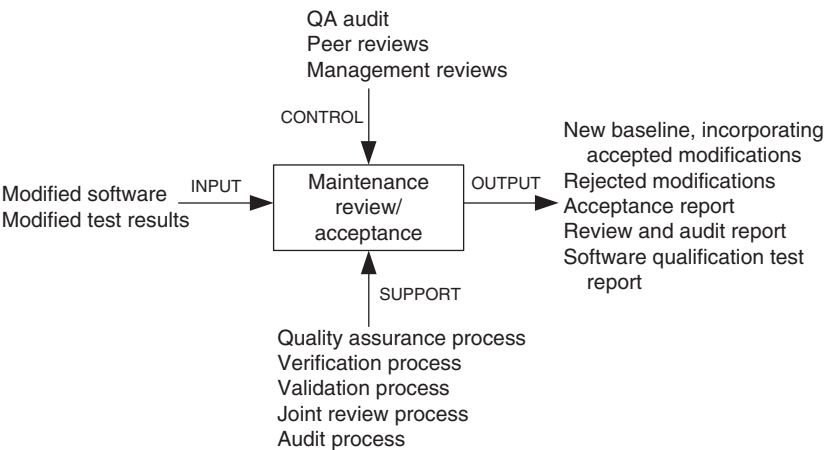 QA audit
Peer reviews
Management reviews
CONTROL
Modified software
Modified test results
INPUT
Maintenance
review/
acceptance
OUTPUT
New baseline, incorporating
accepted modifications
Rejected modifications
Acceptance report
Review and audit report
Software qualification test
report
SUPPORT
Quality assurance process
Verification process
Validation process
Joint review process
Audit process